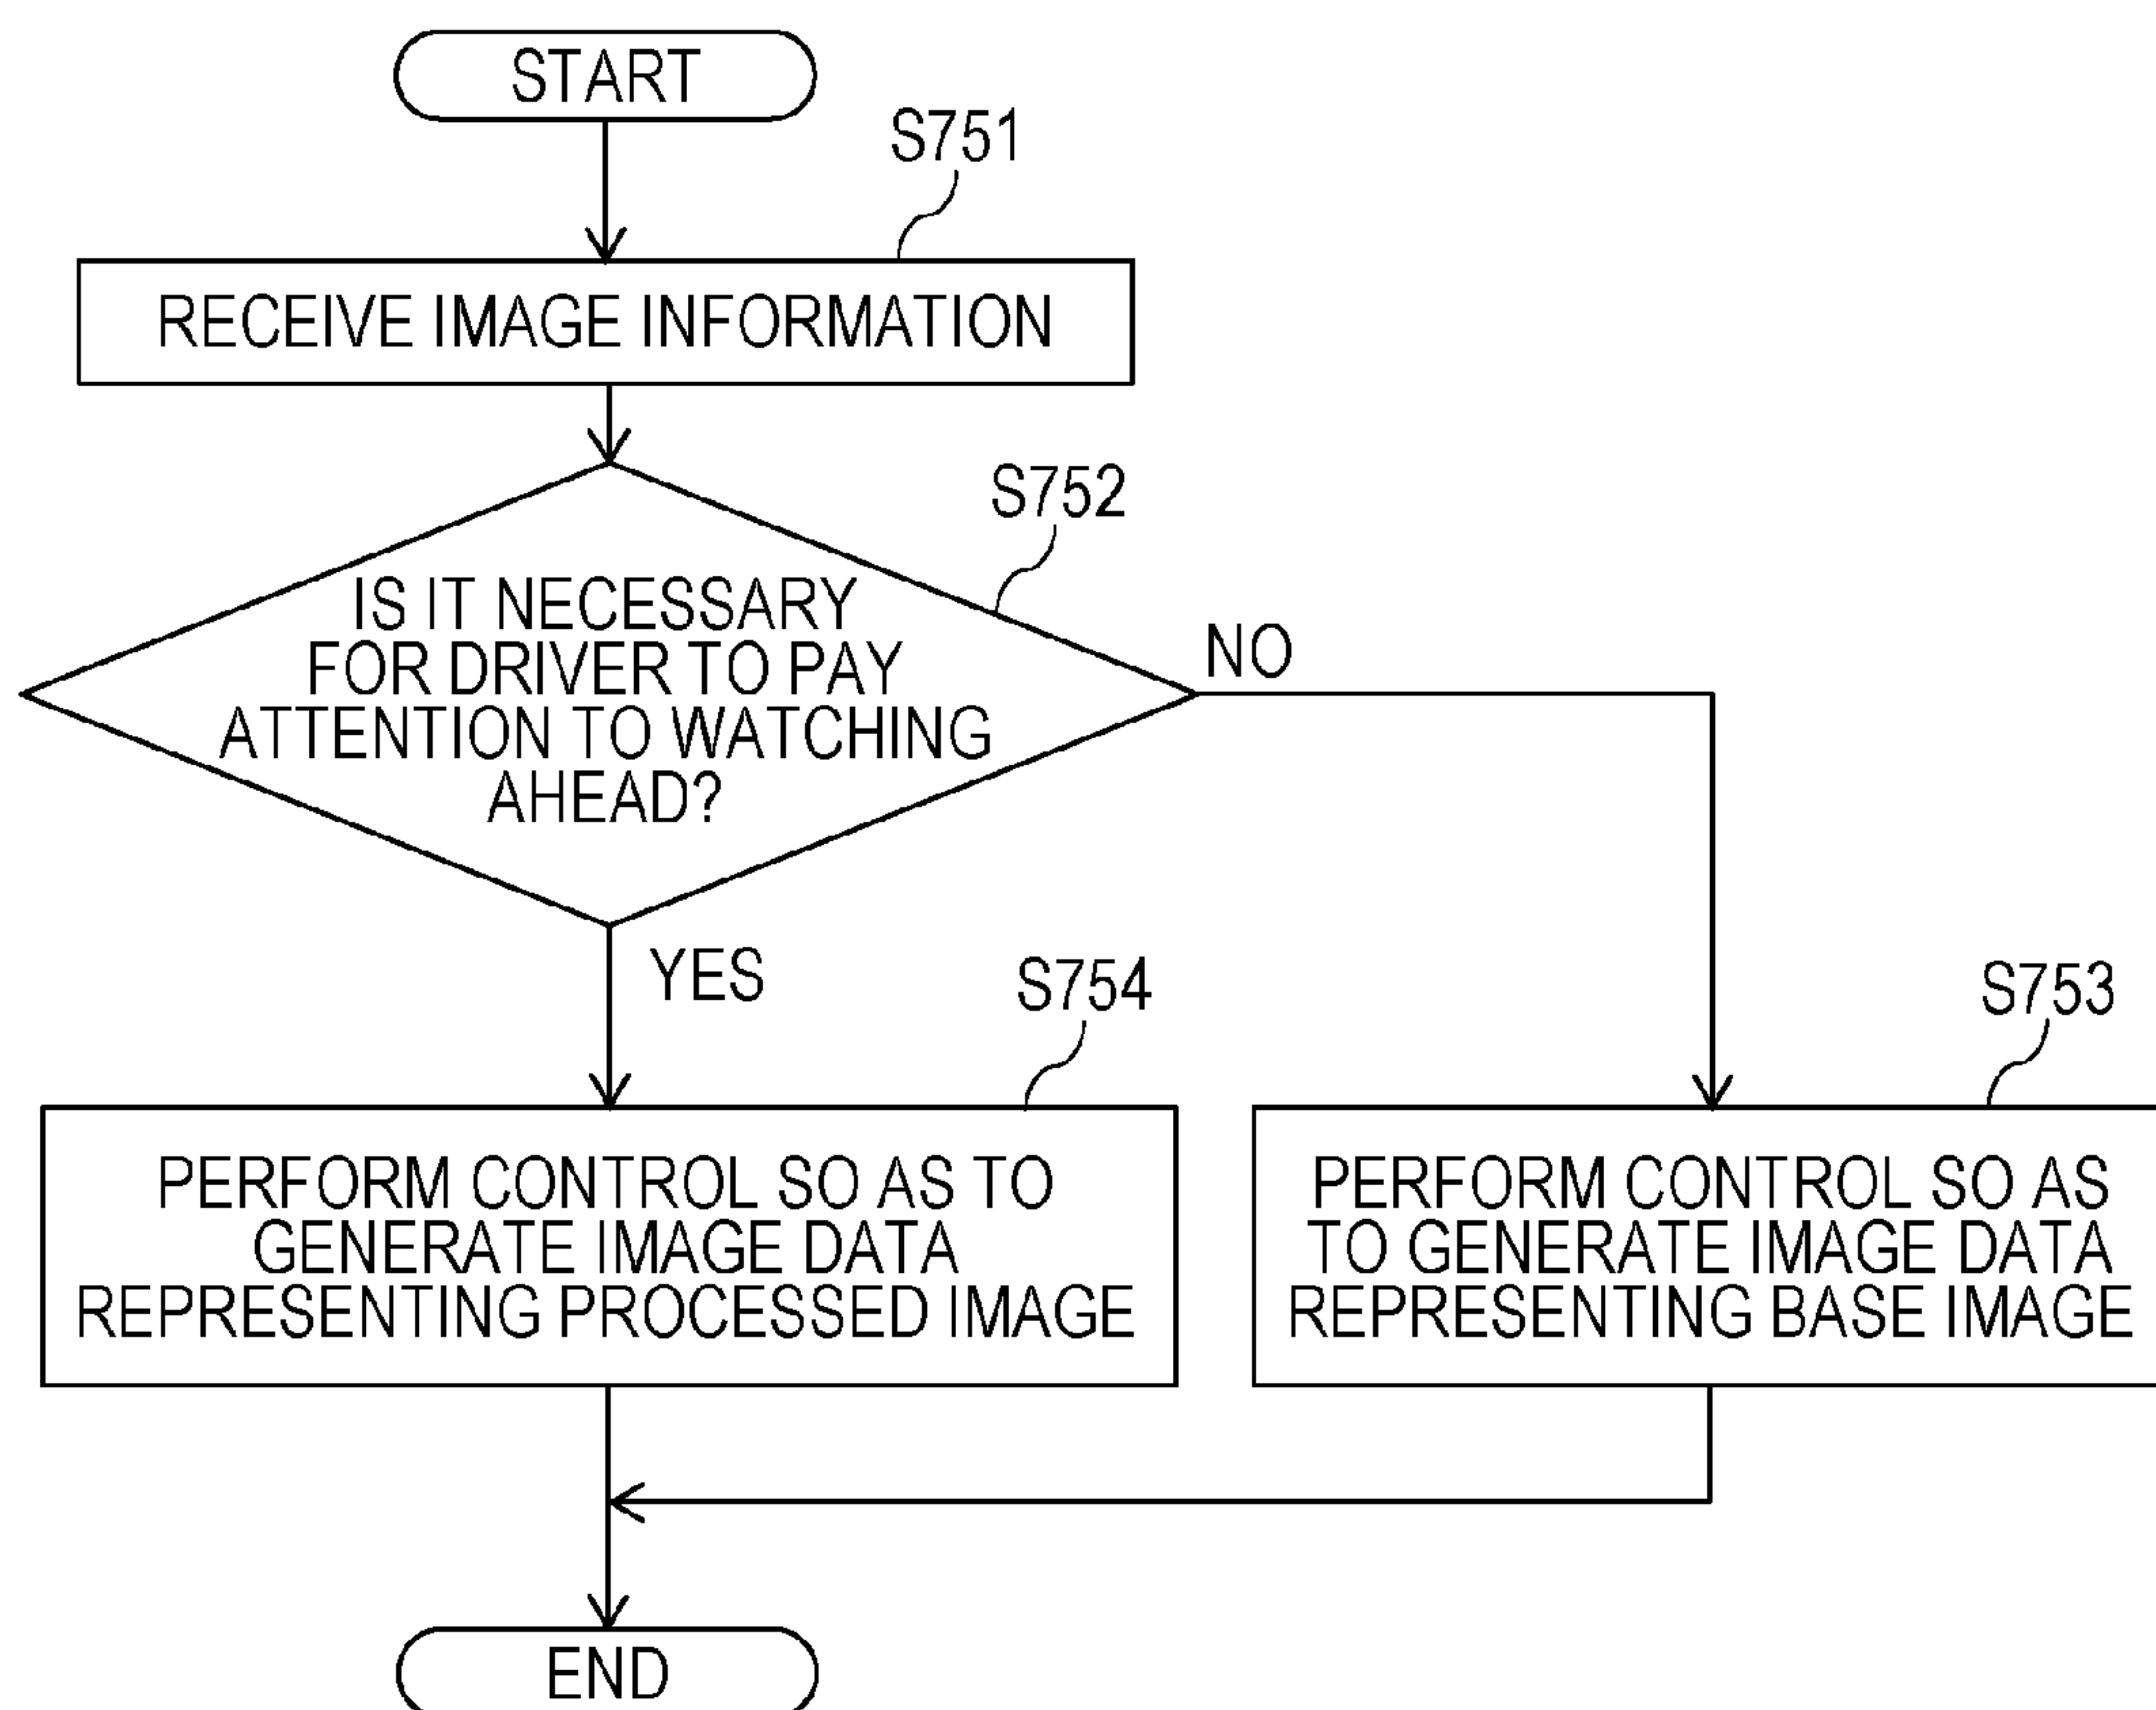 START
S751
RECEIVE IMAGE INFORMATION
S752
IS IT NECESSARY
FOR DRIVER TO PAY
ATTENTION TO WATCHING
AHEAD?
NO
YES
S754
S753
PERFORM CONTROL SO AS TO
GENERATE IMAGE DATA
REPRESENTING PROCESSED IMAGE
PERFORM CONTROL SO AS
TO GENERATE IMAGE DATA
REPRESENTING BASE IMAGE
END